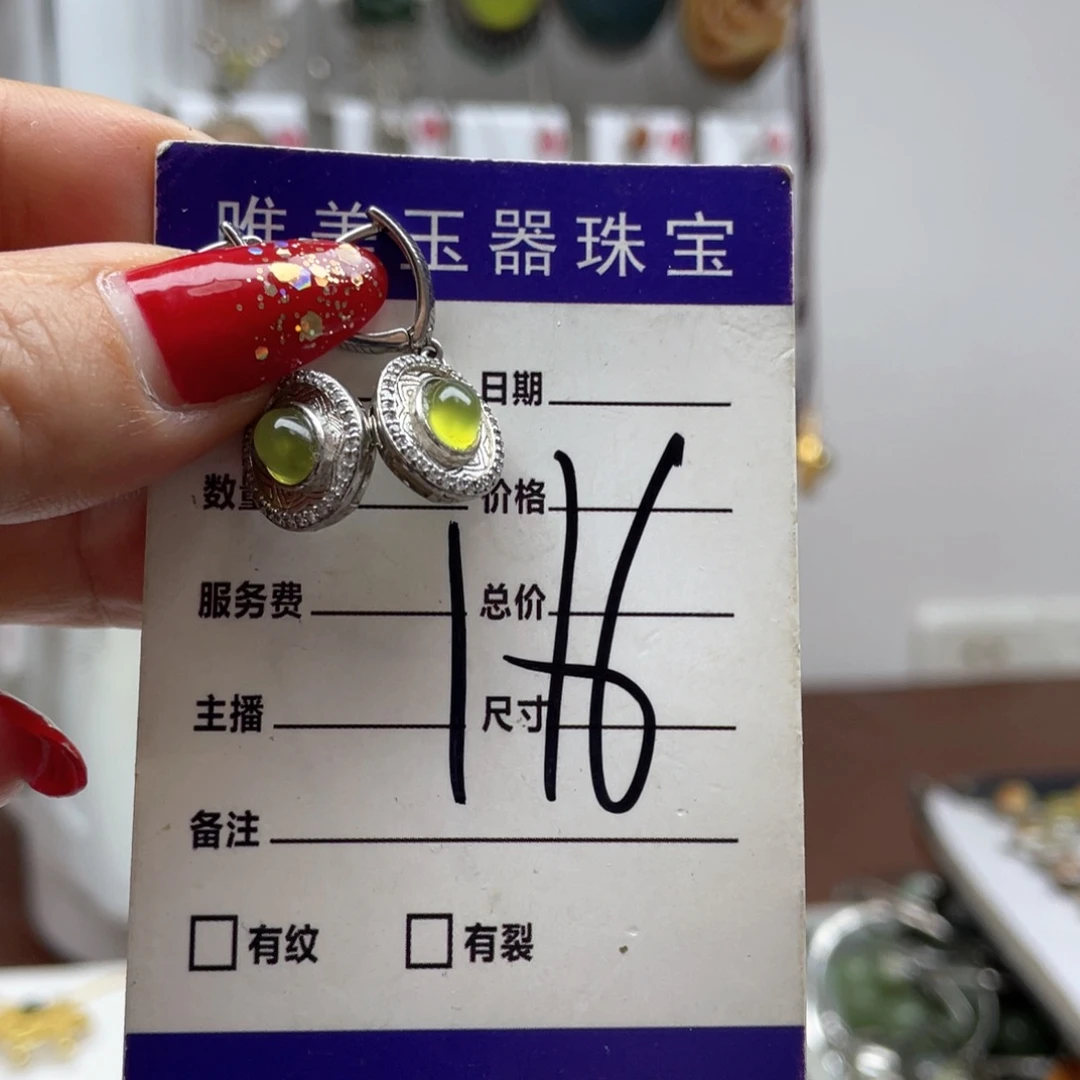 唯美玉器珠宝
日期
数量 价格
服务费 总价
主播 尺寸
116
备注
有纹 有裂